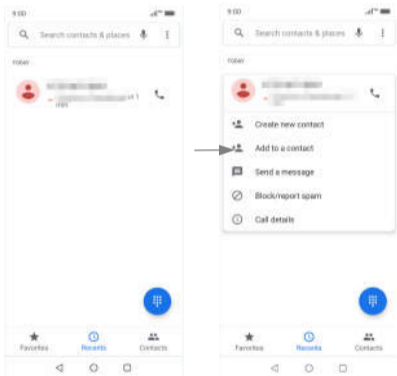 9:00
Search contacts & places
TODAY
Favorites
Recents
Contacts
9:00
Search contacts & places
TODAY
Create new contact
Add to a contact
Send a message
Block/report spam
Call details
Favorites
Recents
Contacts